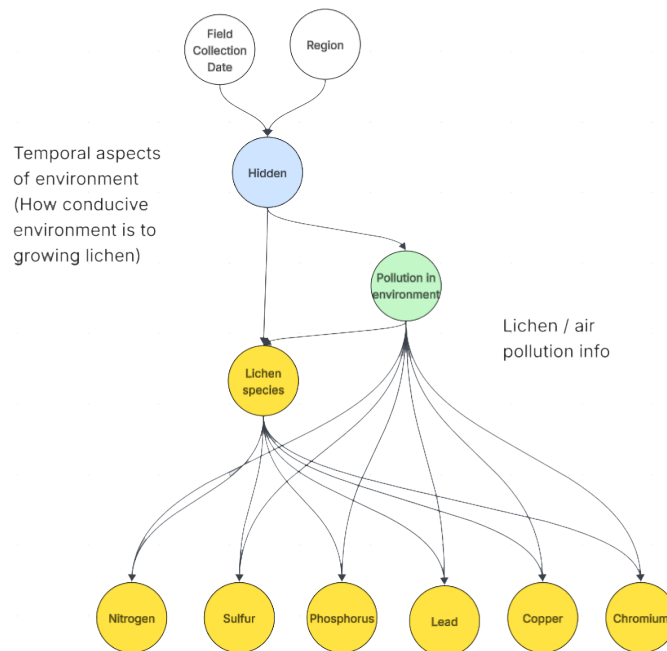 Field
Collection
Date
Region
Temporal aspects
of environment
(How conducive
environment is to
growing lichen)
Hidden
Pollution in
environment
Lichen / air
pollution info
Lichen
species
Nitrogen
Sulfur
Phosphorus
Lead
Copper
Chromium